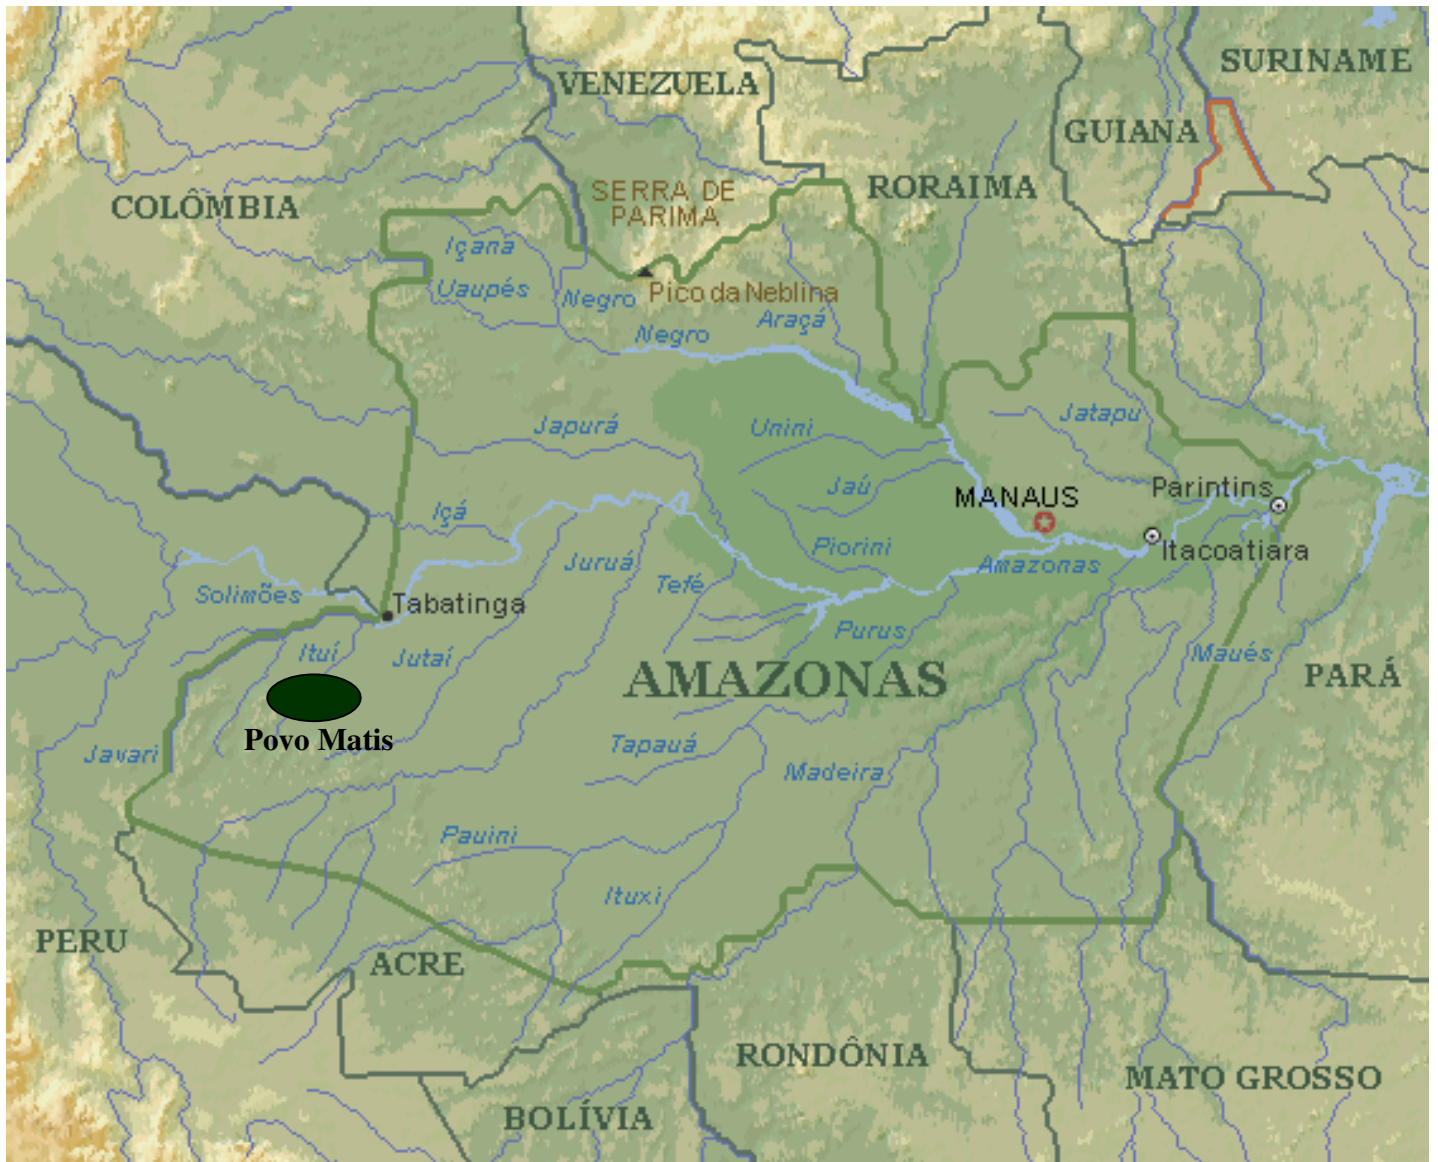 SURINAME
VENEZUELA
GUIANA
COLÔMBIA
SERRA DE
PARIMA
RORAIMA
Içana
Uaupés
Negro
Pico da Neblina
Negro
Araçá
Japurá
Unini
Jatapu
Jaú
MANAUS
Parintins
Içá
Piorini
Amazonas
Itacoatiara
Juruá
Tefé
Solimões
Tabatinga
Purus
Ituí
Jutaí
AMAZONAS
Maués
PARÁ
Povo Matis
Javari
Tapauá
Madeira
Pauini
Ituxi
PERU
ACRE
RONDÔNIA
MATO GROSSO
BOLÍVIA